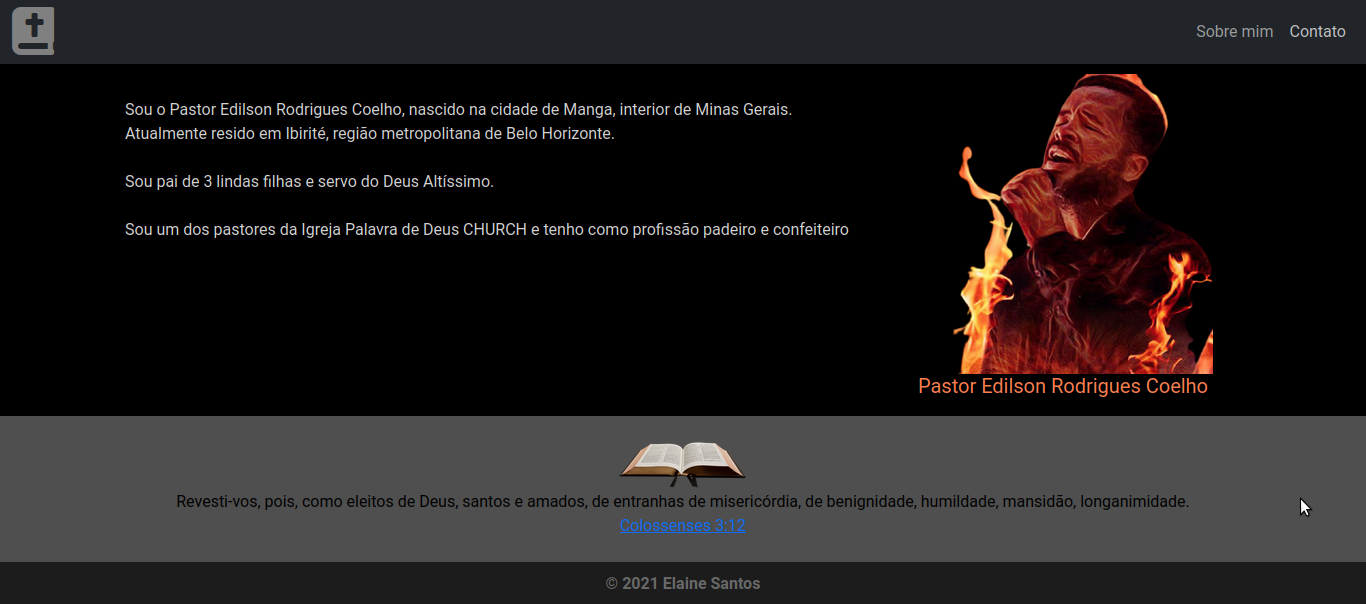 Sobre mim Contato
Sou o Pastor Edilson Rodrigues Coelho, nascido na cidade de Manga, interior de Minas Gerais.
Atualmente resido em Ibirité, região metropolitana de Belo Horizonte.
Sou pai de 3 lindas filhas e servo do Deus Altíssimo.
Sou um dos pastores da Igreja Palavra de Deus CHURCH e tenho como profissão padeiro e confeiteiro
Pastor Edilson Rodrigues Coelho
Revesti-vos, pois, como eleitos de Deus, santos e amados, de entranhas de misericórdia, de benignidade, humildade, mansidão, longanimidade.
Colossenses 3:12
© 2021 Elaine Santos